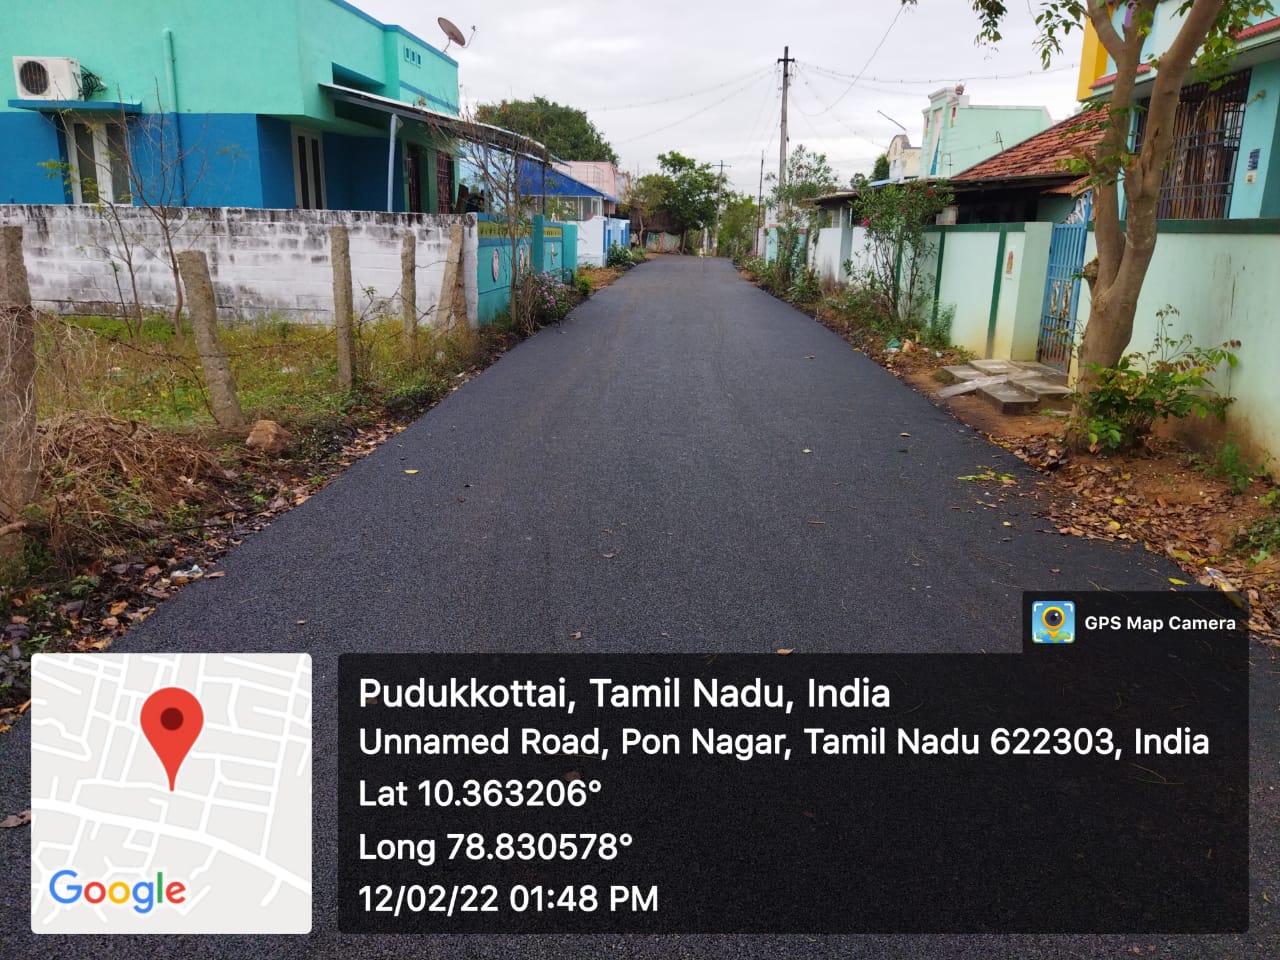 GPS Map Camera
Pudukkottai, Tamil Nadu, India
Unnamed Road, Pon Nagar, Tamil Nadu 622303, India
Lat 10.363206°
Long 78.830578°
12/02/22 01:48 PM
Google